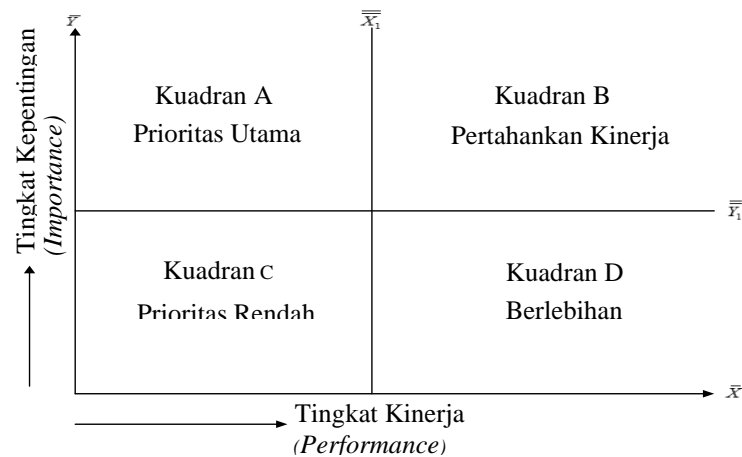 Y̅
X̿₁
Tingkat Kepentingan
(Importance)
Kuadran A
Prioritas Utama
Kuadran B
Pertahankan Kinerja
Y̿₁
Kuadran C
Prioritas Rendah
Kuadran D
Berlebihan
X̅
Tingkat Kinerja
(Performance)